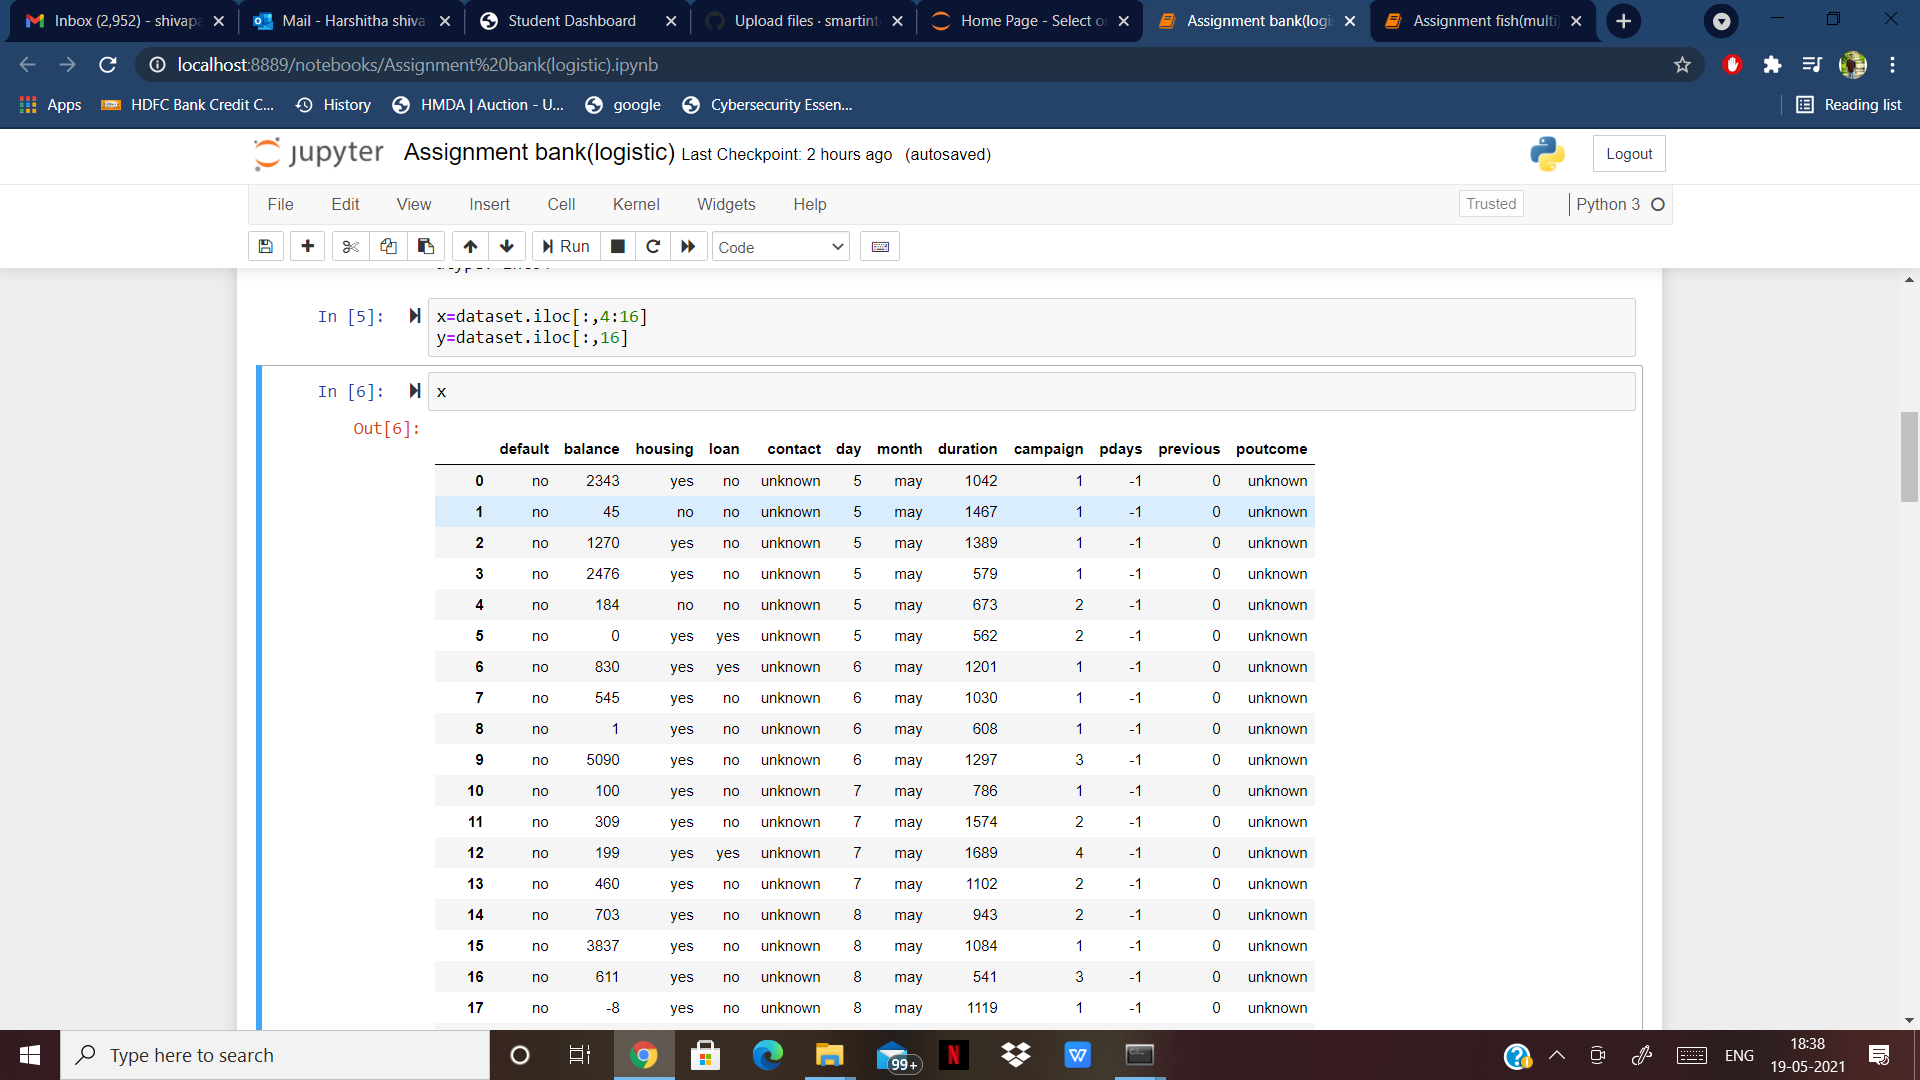 Inbox (2,952) - shivapa
Mail - Harshitha shiva
Student Dashboard
Upload files · smartint
Home Page - Select or
Assignment bank(logi
Assignment fish(multi
localhost:8889/notebooks/Assignment%20bank(logistic).ipynb
Apps
HDFC Bank Credit C...
History
HMDA | Auction - U...
google
Cybersecurity Essen...
Reading list
jupyter Assignment bank(logistic) Last Checkpoint: 2 hours ago (autosaved)
Logout
File Edit View Insert Cell Kernel Widgets Help
Trusted
Python 3
Run
Code
In [5]:
x=dataset.iloc[:,4:16]
y=dataset.iloc[:,16]
In [6]:
x
Out[6]:
default balance housing loan contact day month duration campaign pdays previous poutcome
0 no 2343 yes no unknown 5 may 1042 1 -1 0 unknown
1 no 45 no no unknown 5 may 1467 1 -1 0 unknown
2 no 1270 yes no unknown 5 may 1389 1 -1 0 unknown
3 no 2476 yes no unknown 5 may 579 1 -1 0 unknown
4 no 184 no no unknown 5 may 673 2 -1 0 unknown
5 no 0 yes yes unknown 5 may 562 2 -1 0 unknown
6 no 830 yes yes unknown 6 may 1201 1 -1 0 unknown
7 no 545 yes no unknown 6 may 1030 1 -1 0 unknown
8 no 1 yes no unknown 6 may 608 1 -1 0 unknown
9 no 5090 yes no unknown 6 may 1297 3 -1 0 unknown
10 no 100 yes no unknown 7 may 786 1 -1 0 unknown
11 no 309 yes no unknown 7 may 1574 2 -1 0 unknown
12 no 199 yes yes unknown 7 may 1689 4 -1 0 unknown
13 no 460 yes no unknown 7 may 1102 2 -1 0 unknown
14 no 703 yes no unknown 8 may 943 2 -1 0 unknown
15 no 3837 yes no unknown 8 may 1084 1 -1 0 unknown
16 no 611 yes no unknown 8 may 541 3 -1 0 unknown
17 no -8 yes no unknown 8 may 1119 1 -1 0 unknown
Type here to search
99+
N
W
ENG
18:38
19-05-2021